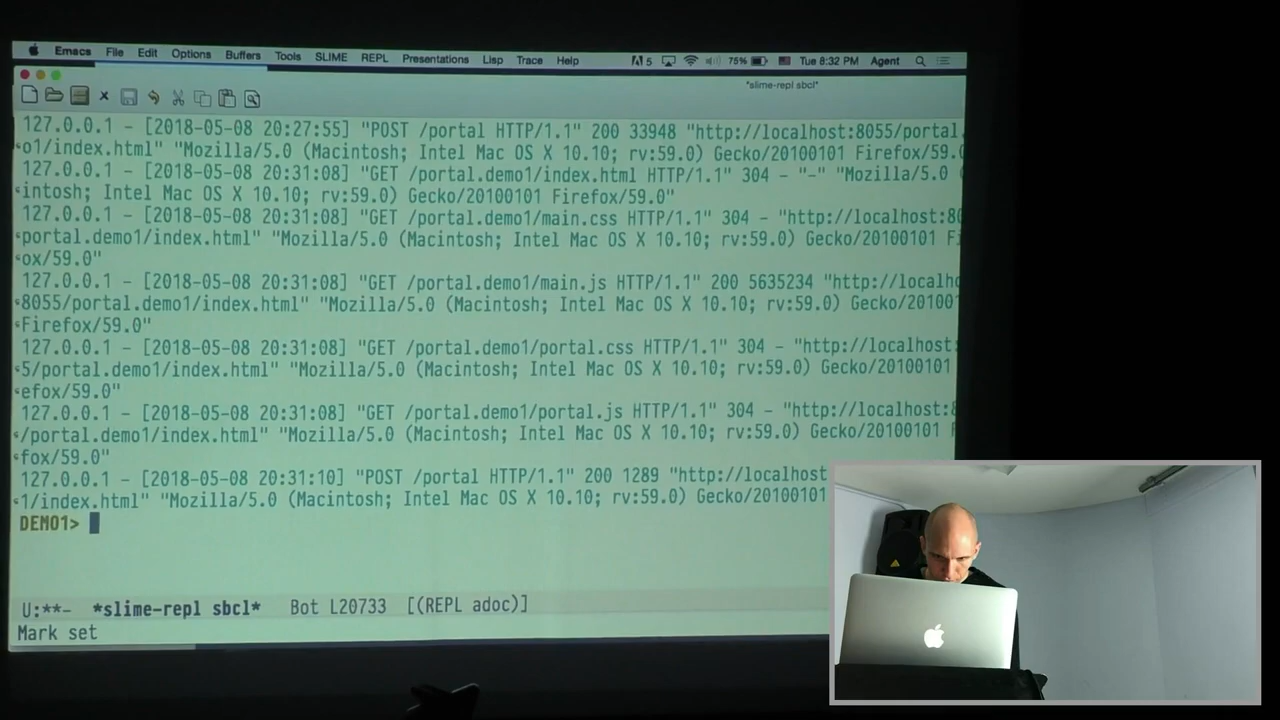 Emacs File Edit Options Buffers Tools SLIME REPL Presentations Lisp Trace Help 5 75% Tue 8:32 PM Agent
*slime-repl sbcl*
127.0.0.1 - [2018-05-08 20:27:55] "POST /portal HTTP/1.1" 200 33948 "http://localhost:8055/portal.
o1/index.html" "Mozilla/5.0 (Macintosh; Intel Mac OS X 10.10; rv:59.0) Gecko/20100101 Firefox/59.0
127.0.0.1 - [2018-05-08 20:31:08] "GET /portal.demo1/index.html HTTP/1.1" 304 - "-" "Mozilla/5.0 (
intosh; Intel Mac OS X 10.10; rv:59.0) Gecko/20100101 Firefox/59.0"
127.0.0.1 - [2018-05-08 20:31:08] "GET /portal.demo1/main.css HTTP/1.1" 304 - "http://localhost:80
portal.demo1/index.html" "Mozilla/5.0 (Macintosh; Intel Mac OS X 10.10; rv:59.0) Gecko/20100101 Fi
ox/59.0"
127.0.0.1 - [2018-05-08 20:31:08] "GET /portal.demo1/main.js HTTP/1.1" 200 5635234 "http://localh
8055/portal.demo1/index.html" "Mozilla/5.0 (Macintosh; Intel Mac OS X 10.10; rv:59.0) Gecko/201001
Firefox/59.0"
127.0.0.1 - [2018-05-08 20:31:08] "GET /portal.demo1/portal.css HTTP/1.1" 304 - "http://localhost:
5/portal.demo1/index.html" "Mozilla/5.0 (Macintosh; Intel Mac OS X 10.10; rv:59.0) Gecko/20100101
efox/59.0"
127.0.0.1 - [2018-05-08 20:31:08] "GET /portal.demo1/portal.js HTTP/1.1" 304 - "http://localhost:8
/portal.demo1/index.html" "Mozilla/5.0 (Macintosh; Intel Mac OS X 10.10; rv:59.0) Gecko/20100101 F
fox/59.0"
127.0.0.1 - [2018-05-08 20:31:10] "POST /portal HTTP/1.1" 200 1289 "http://localhost
1/index.html" "Mozilla/5.0 (Macintosh; Intel Mac OS X 10.10; rv:59.0) Gecko/20100101
DEMO1>
U:**- *slime-repl sbcl* Bot L20733 [(REPL adoc)]
Mark set